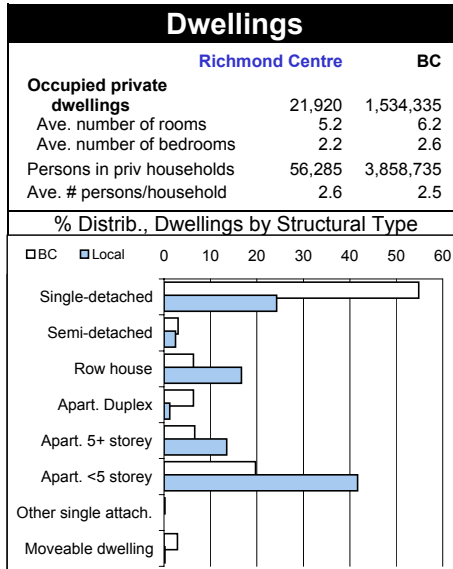 Dwellings
Richmond Centre BC
Occupied private
dwellings 21,920 1,534,335
Ave. number of rooms 5.2 6.2
Ave. number of bedrooms 2.2 2.6
Persons in priv households 56,285 3,858,735
Ave. # persons/household 2.6 2.5
% Distrib., Dwellings by Structural Type
BC Local 0 10 20 30 40 50 60
Single-detached
Semi-detached
Row house
Apart. Duplex
Apart. 5+ storey
Apart. <5 storey
Other single attach.
Moveable dwelling